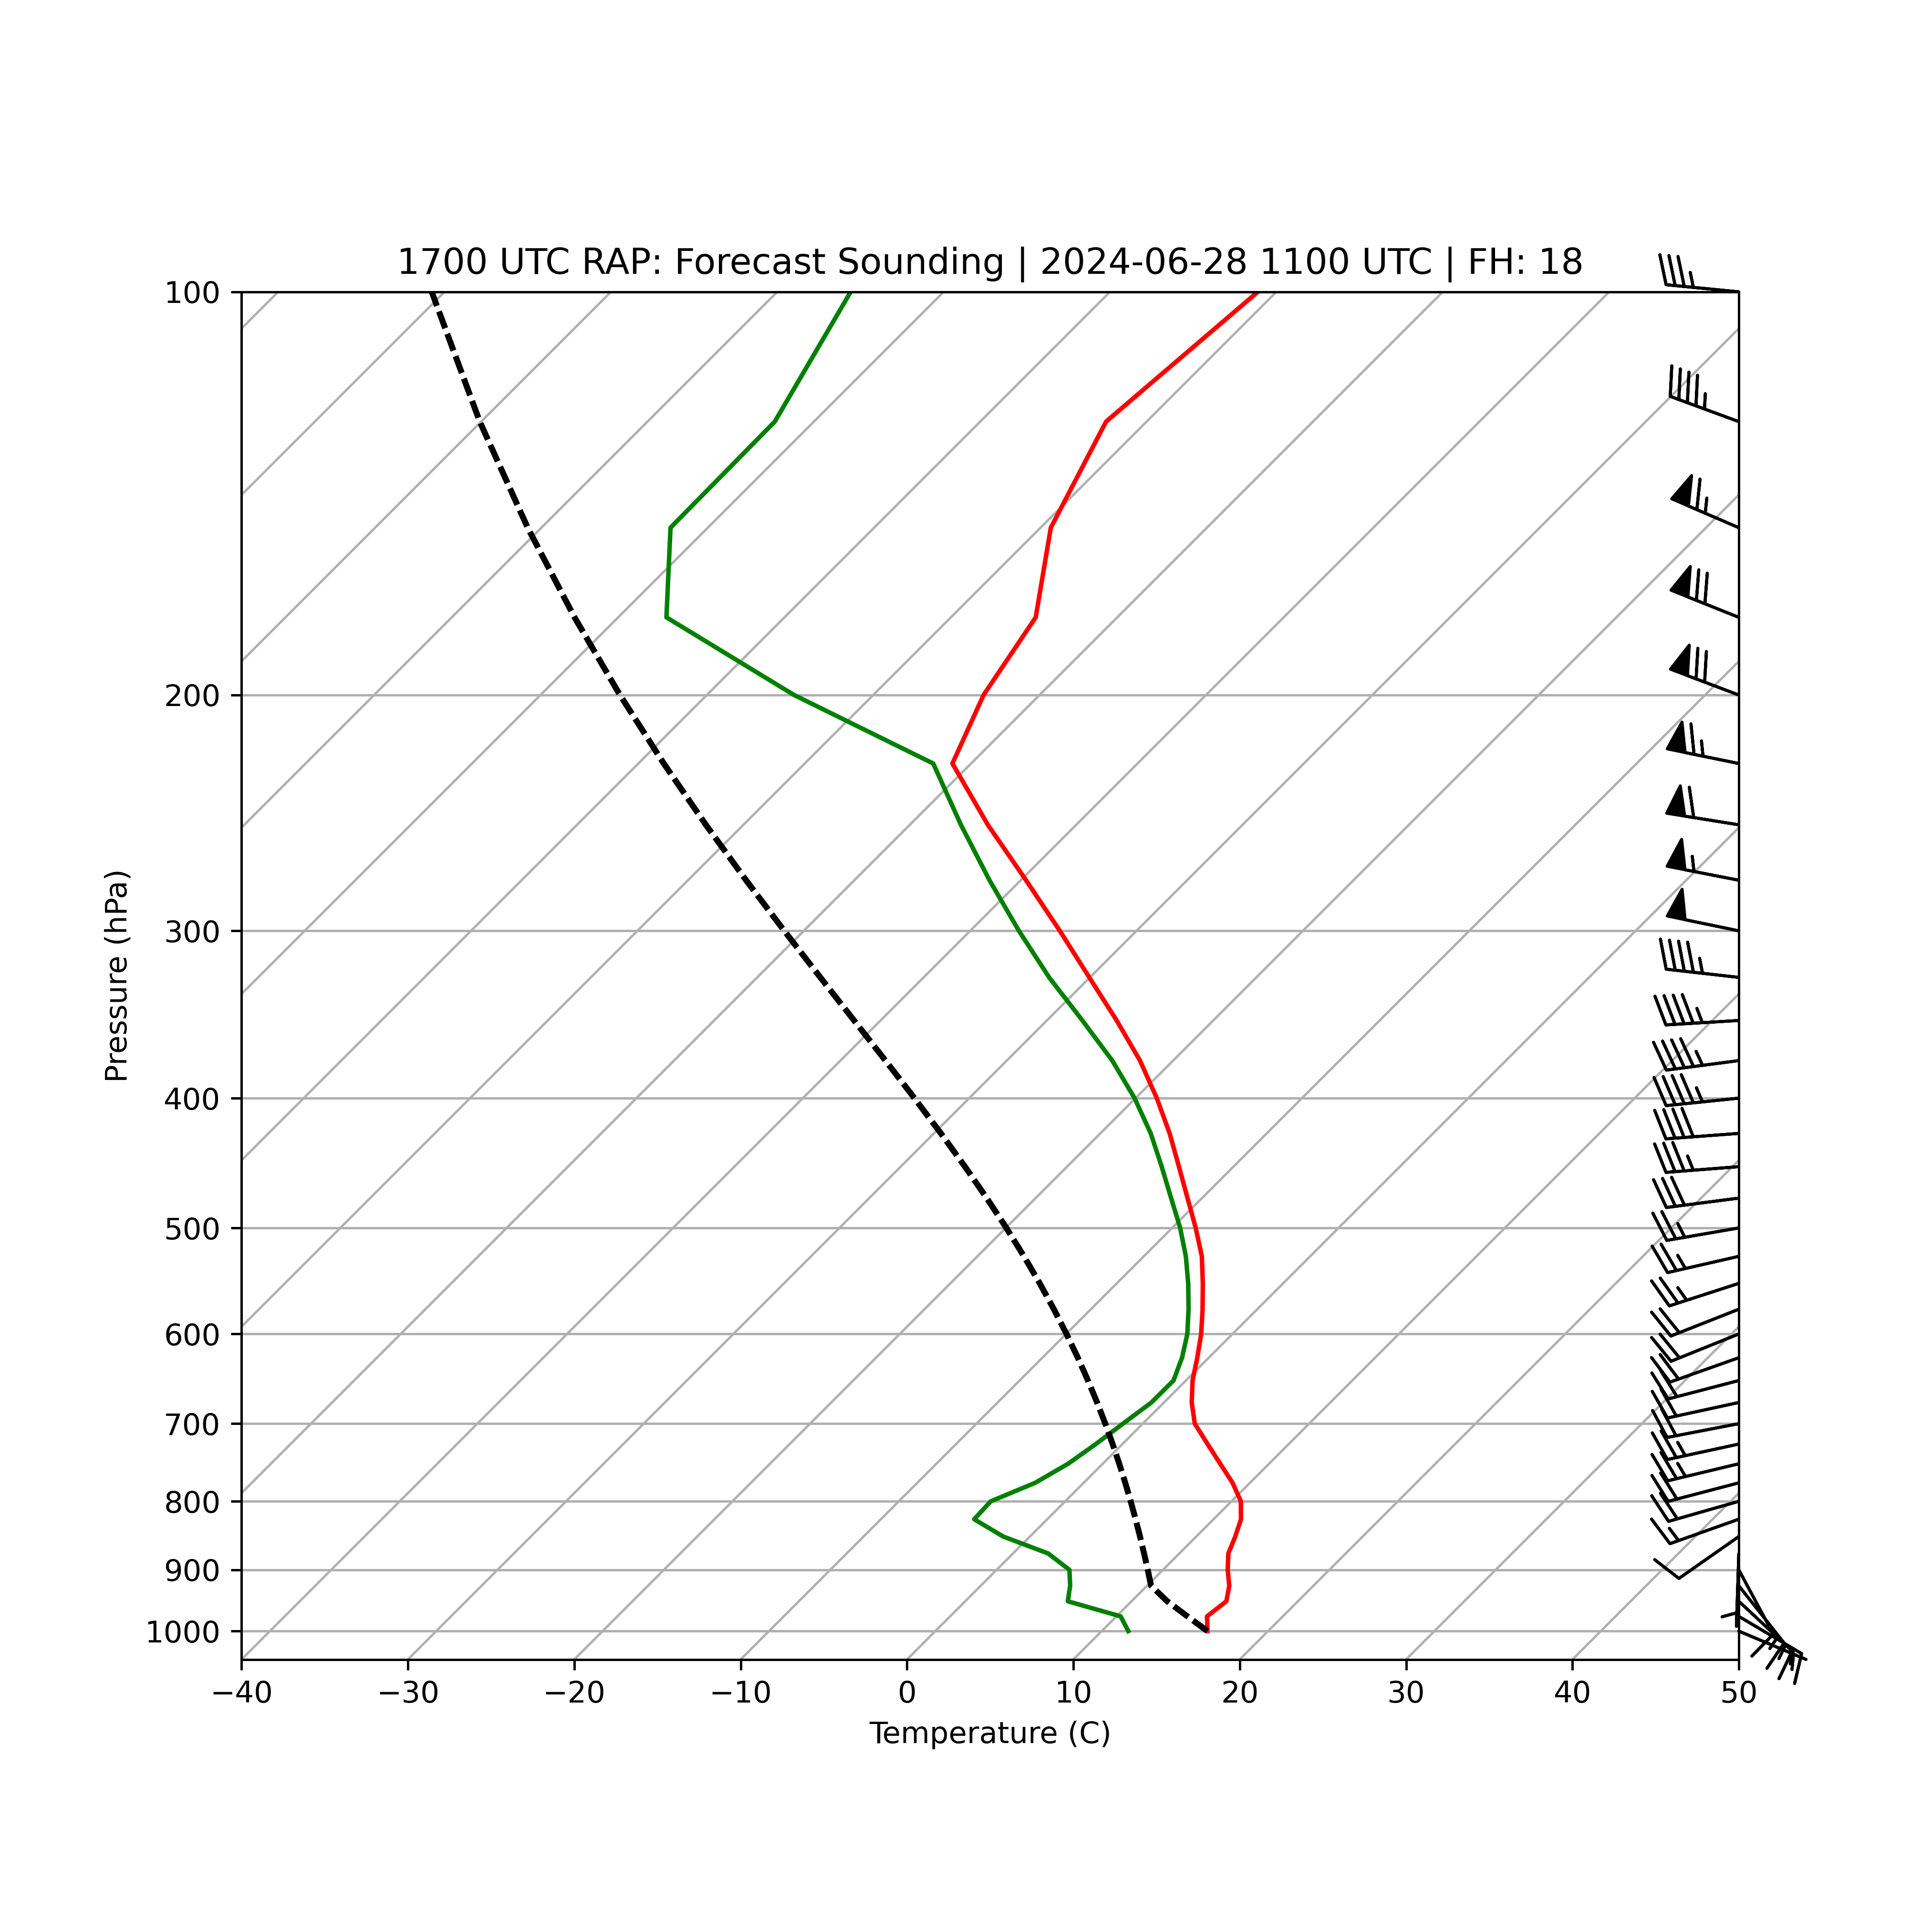 1700 UTC RAP: Forecast Sounding | 2024-06-28 1100 UTC | FH: 18
100
200
300
400
500
600
700
800
900
1000
Pressure (hPa)
−40 −30 −20 −10 0 10 20 30 40 50
Temperature (C)